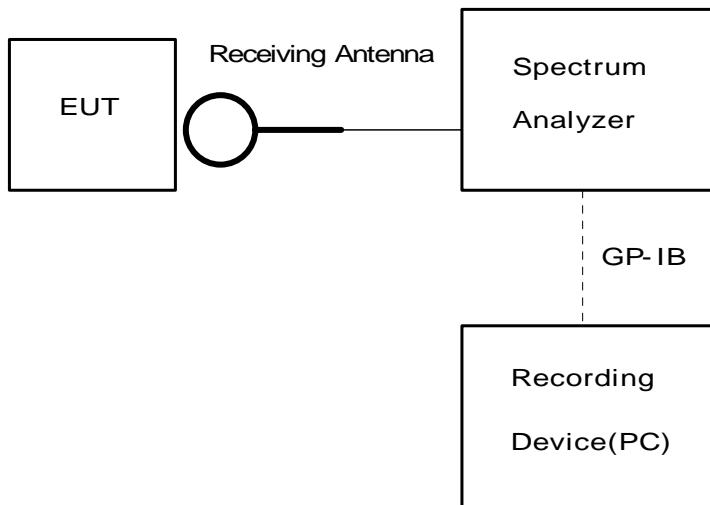 EUT
Receiving Antenna
Spectrum
Analyzer
GP-IB
Recording
Device(PC)